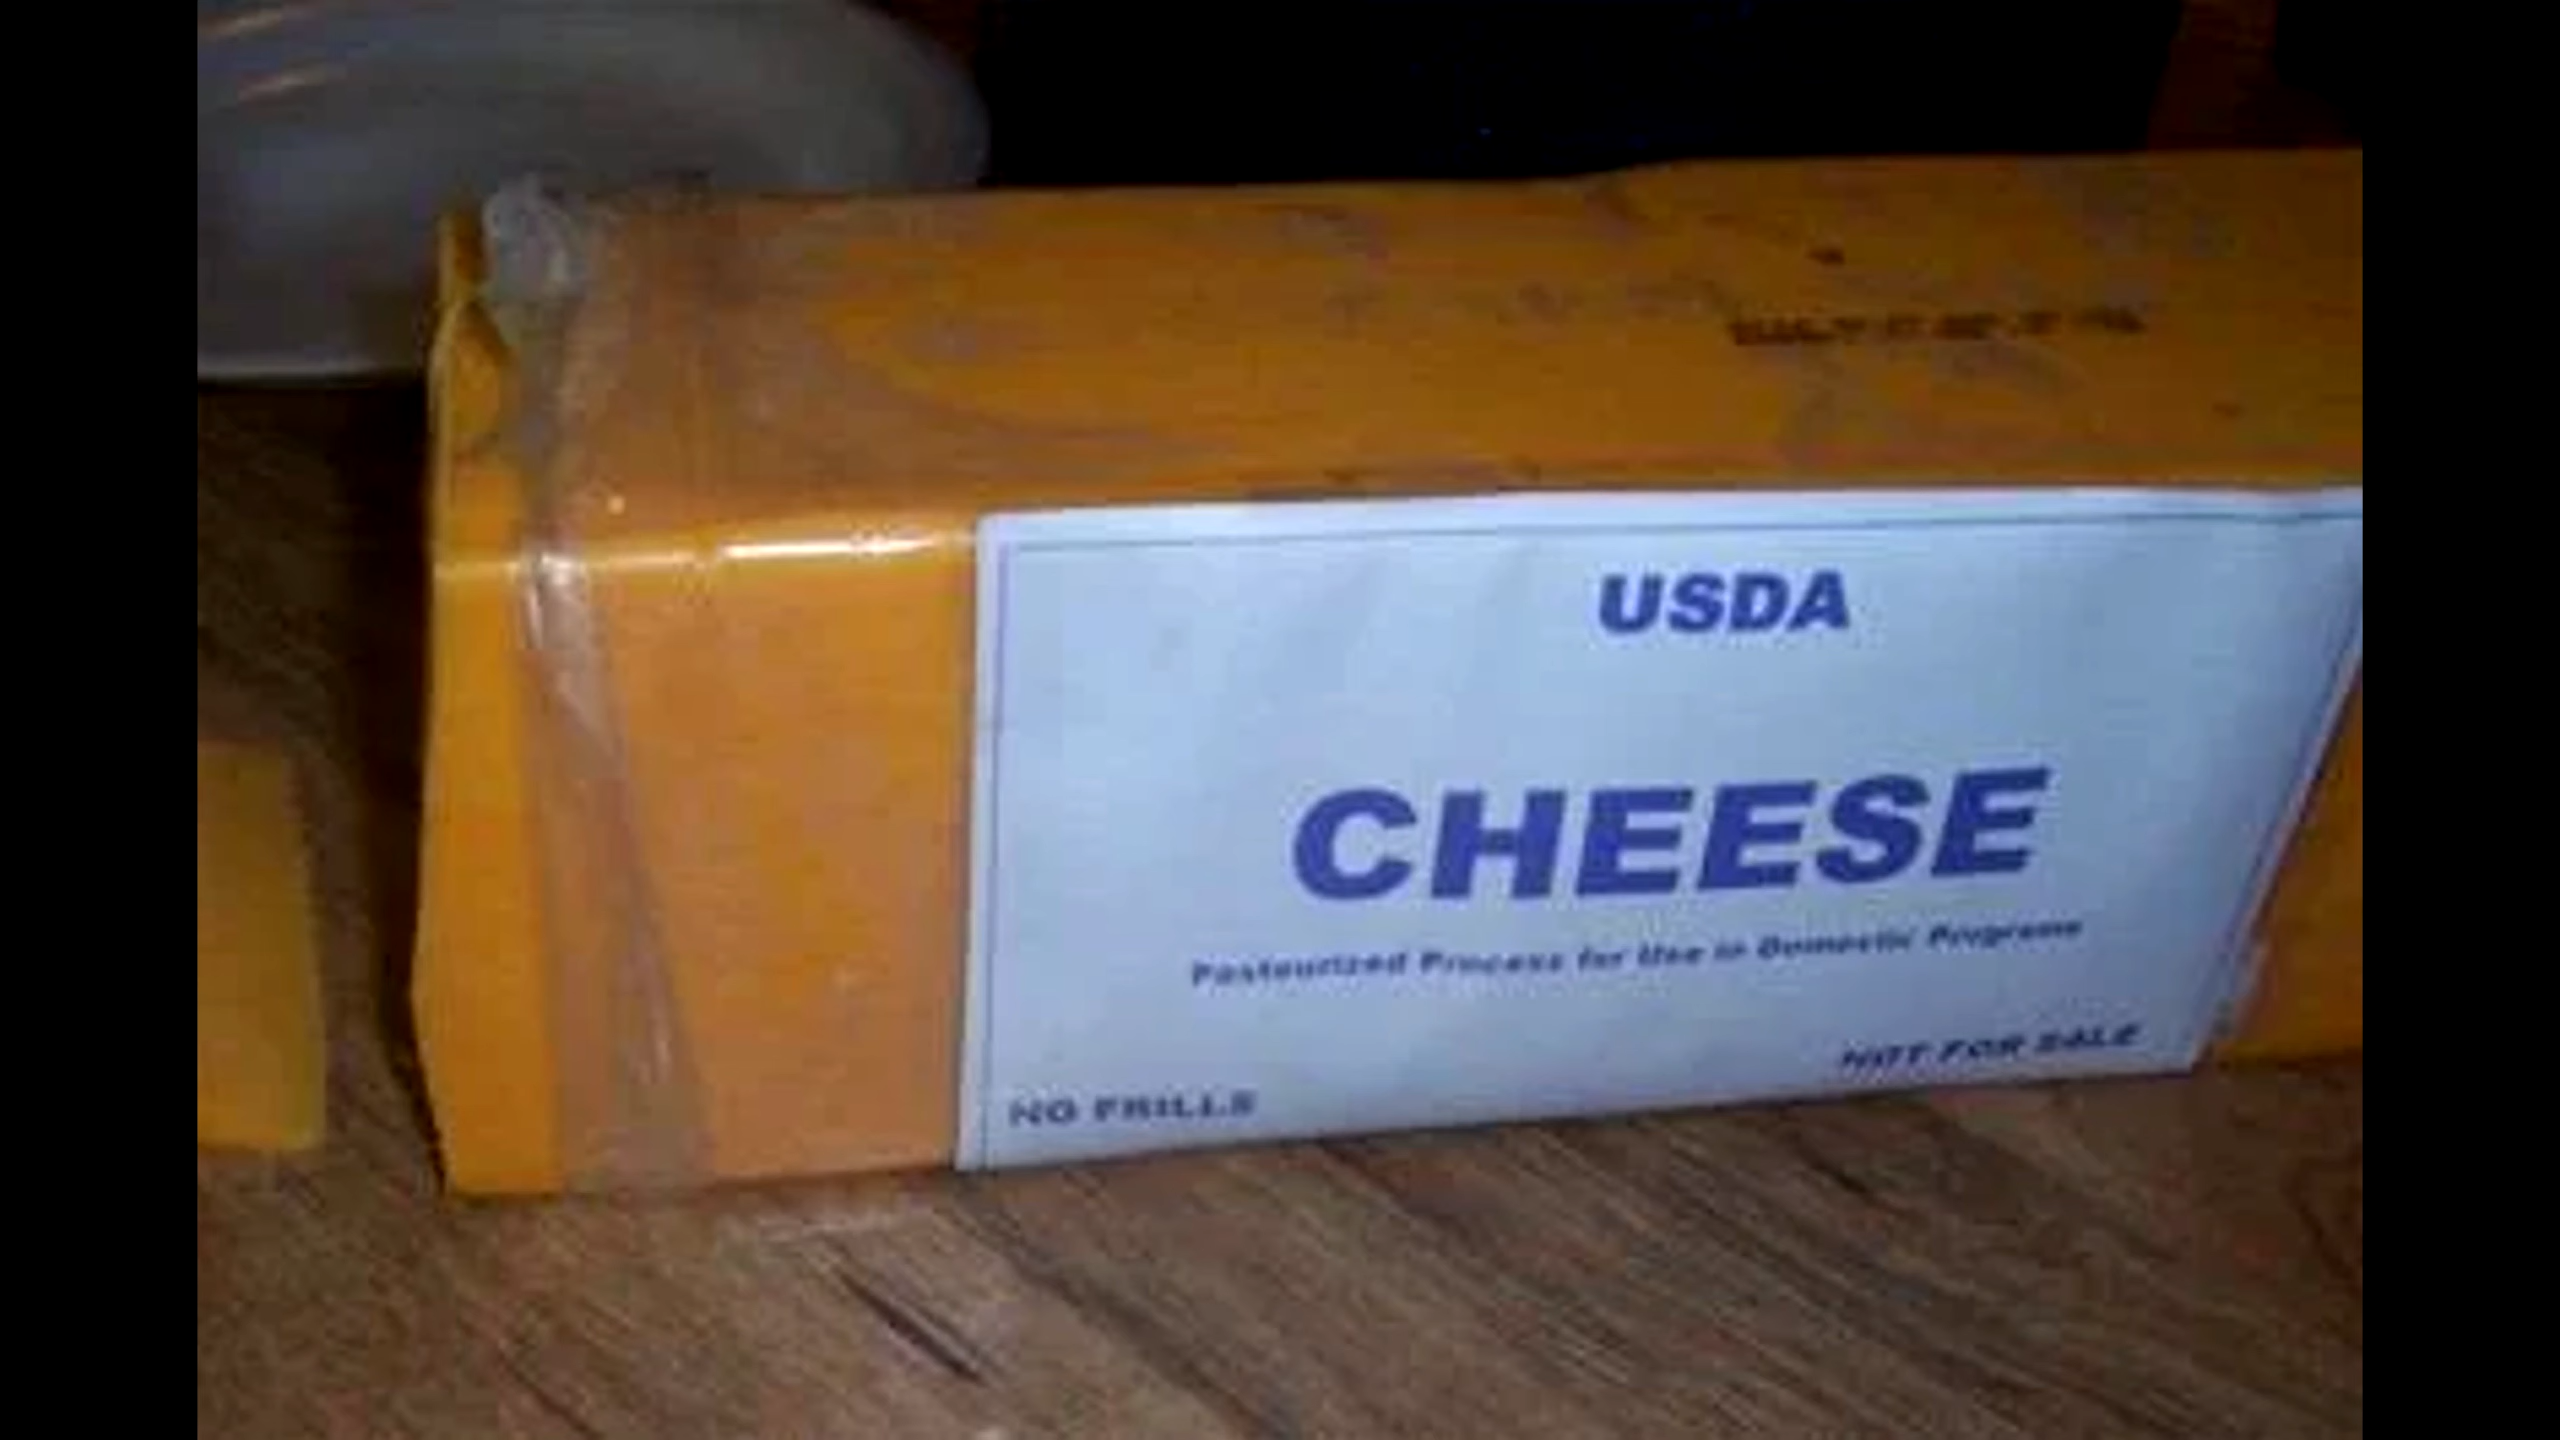 USDA
CHEESE
Pasteurized Process for Use in Domestic Programs
NOT FOR SALE
NO FRILLS